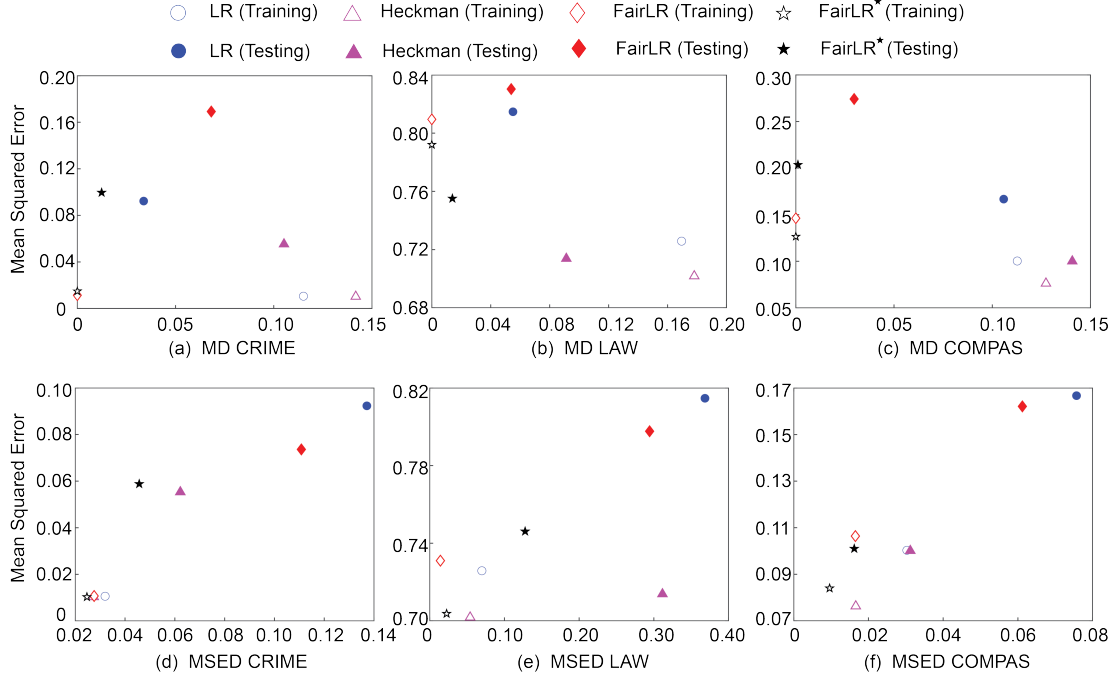 LR (Training) Heckman (Training) FairLR (Training) FairLR★ (Training)
LR (Testing) Heckman (Testing) FairLR (Testing) FairLR★ (Testing)
Mean Squared Error
0.20
0.16
0.12
0.08
0.04
0
0 0.05 0.10 0.15
(a) MD CRIME
0.84
0.80
0.76
0.72
0.68
0 0.04 0.08 0.12 0.16 0.20
(b) MD LAW
0.30
0.25
0.20
0.15
0.10
0.05
0 0.05 0.10 0.15
(c) MD COMPAS
Mean Squared Error
0.10
0.08
0.06
0.04
0.02
0
0.02 0.04 0.06 0.08 0.10 0.12 0.14
(d) MSED CRIME
0.82
0.78
0.74
0.70
0 0.10 0.20 0.30 0.40
(e) MSED LAW
0.17
0.15
0.13
0.11
0.09
0.07
0 0.02 0.04 0.06 0.08
(f) MSED COMPAS